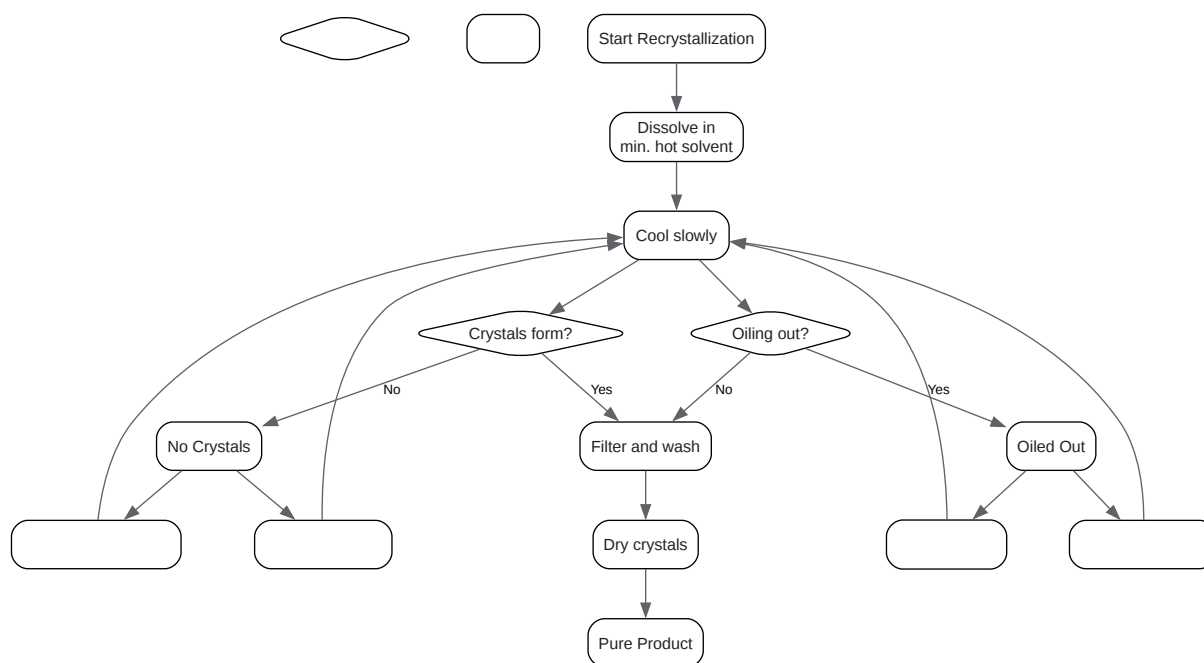 Start Recrystallization
Dissolve in
min. hot solvent
Cool slowly
Crystals form?
Oiling out?
No
Yes
No
Yes
No Crystals
Filter and wash
Oiled Out
Dry crystals
Pure Product